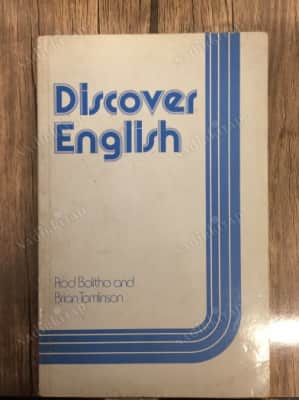 Discover
English
Rod Bolitho and
Brian Tomlinson